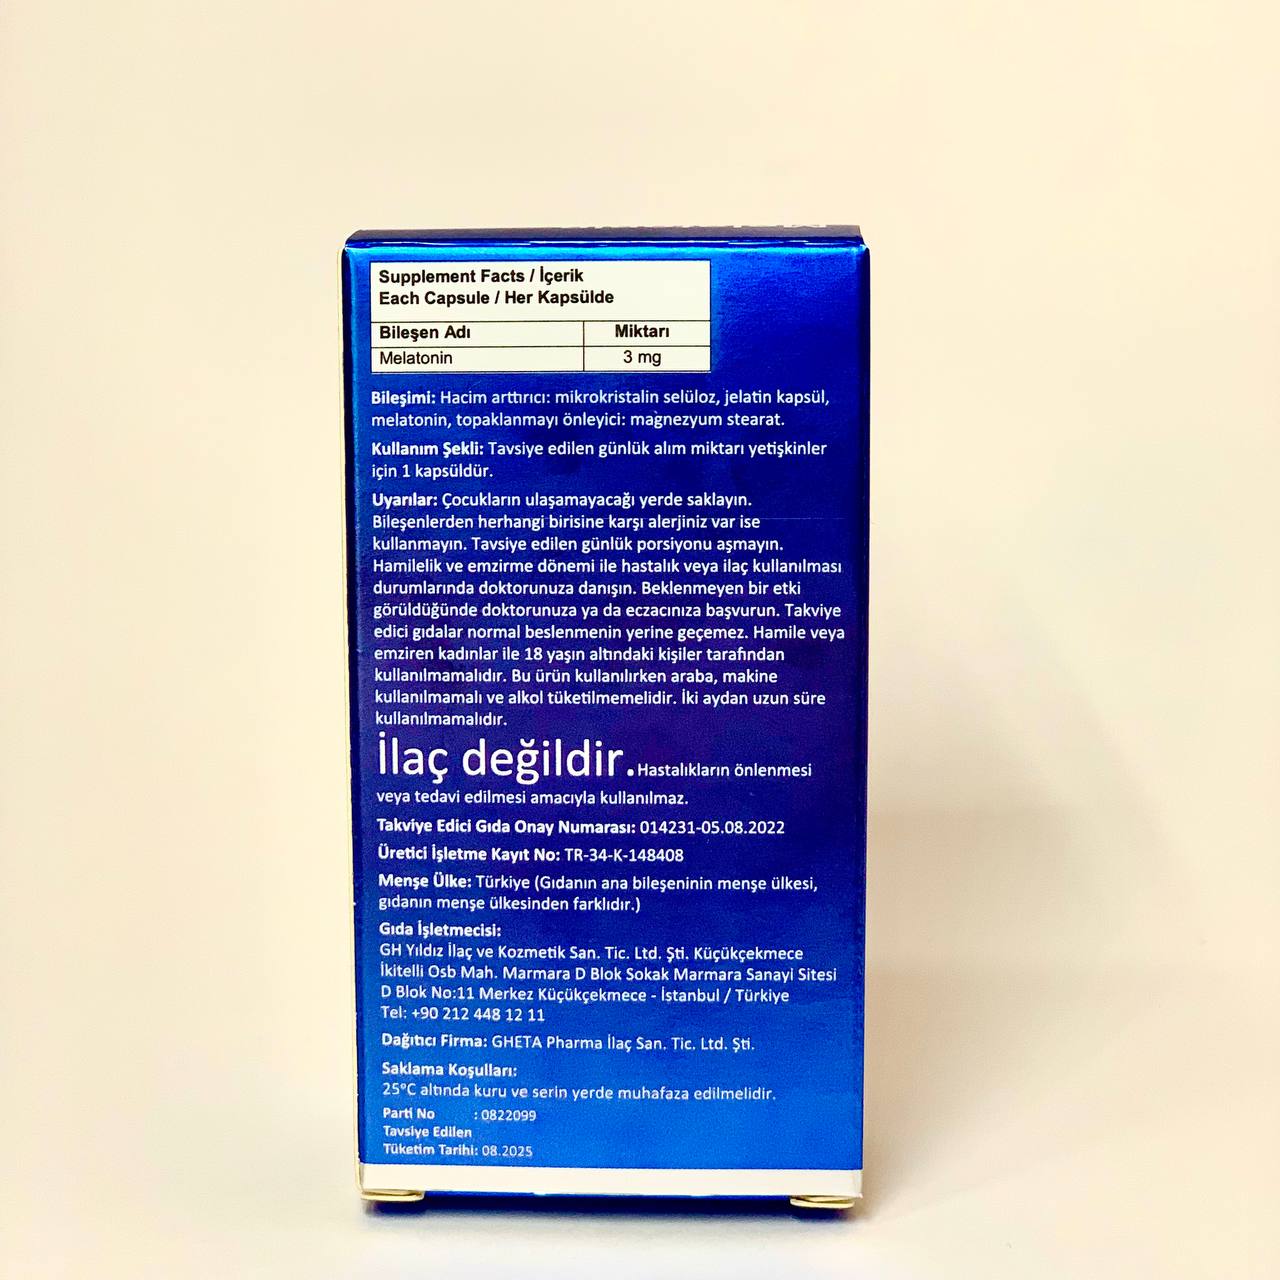 Supplement Facts / İçerik
Each Capsule / Her Kapsülde
Bileşen Adı Miktarı
Melatonin 3 mg
Bileşimi: Hacim arttırıcı: mikrokristalin selüloz, jelatin kapsül,
melatonin, topaklanmayı önleyici: magnezyum stearat.
Kullanım Şekli: Tavsiye edilen günlük alım miktarı yetişkinler
için 1 kapsüldür.
Uyarılar: Çocukların ulaşamayacağı yerde saklayın.
Bileşenlerden herhangi birisine karşı alerjiniz var ise
kullanmayın. Tavsiye edilen günlük porsiyonu aşmayın.
Hamilelik ve emzirme dönemi ile hastalık veya ilaç kullanılması
durumlarında doktorunuza danışın. Beklenmeyen bir etki
görüldüğünde doktorunuza ya da eczacınıza başvurun. Takviye
edici gıdalar normal beslenmenin yerine geçemez. Hamile veya
emziren kadınlar ile 18 yaşın altındaki kişiler tarafından
kullanılmamalıdır. Bu ürün kullanılırken araba, makine
kullanılmamalı ve alkol tüketilmemelidir. İki aydan uzun süre
kullanılmamalıdır.
İlaç değildir. Hastalıkların önlenmesi
veya tedavi edilmesi amacıyla kullanılmaz.
Takviye Edici Gıda Onay Numarası: 014231-05.08.2022
Üretici İşletme Kayıt No: TR-34-K-148408
Menşe Ülke: Türkiye (Gıdanın ana bileşeninin menşe ülkesi,
gıdanın menşe ülkesinden farklıdır.)
Gıda İşletmecisi:
GH Yıldız İlaç ve Kozmetik San. Tic. Ltd. Şti. Küçükçekmece
İkitelli Osb Mah. Marmara D Blok Sokak Marmara Sanayi Sitesi
D Blok No:11 Merkez Küçükçekmece - İstanbul / Türkiye
Tel: +90 212 448 12 11
Dağıtıcı Firma: GHETA Pharma İlaç San. Tic. Ltd. Şti.
Saklama Koşulları:
25°C altında kuru ve serin yerde muhafaza edilmelidir.
Parti No : 0822099
Tavsiye Edilen
Tüketim Tarihi: 08.2025